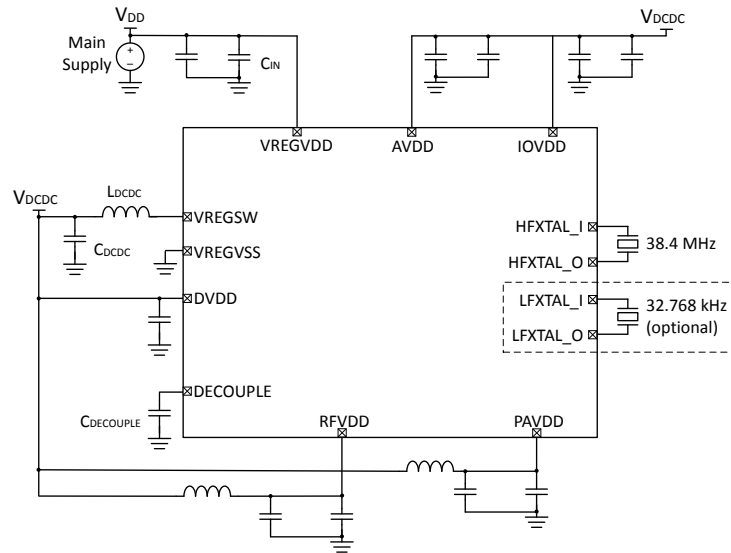 VDD
Main
Supply
+
–
CIN
VDCDC
VREGVDD
AVDD
IOVDD
VDCDC
LDCDC
CDCDC
VREGSW
VREGVSS
DVDD
DECOUPLE
CDECOUPLE
HFXTAL_I
HFXTAL_O
38.4 MHz
LFXTAL_I
LFXTAL_O
32.768 kHz
(optional)
RFVDD
PAVDD